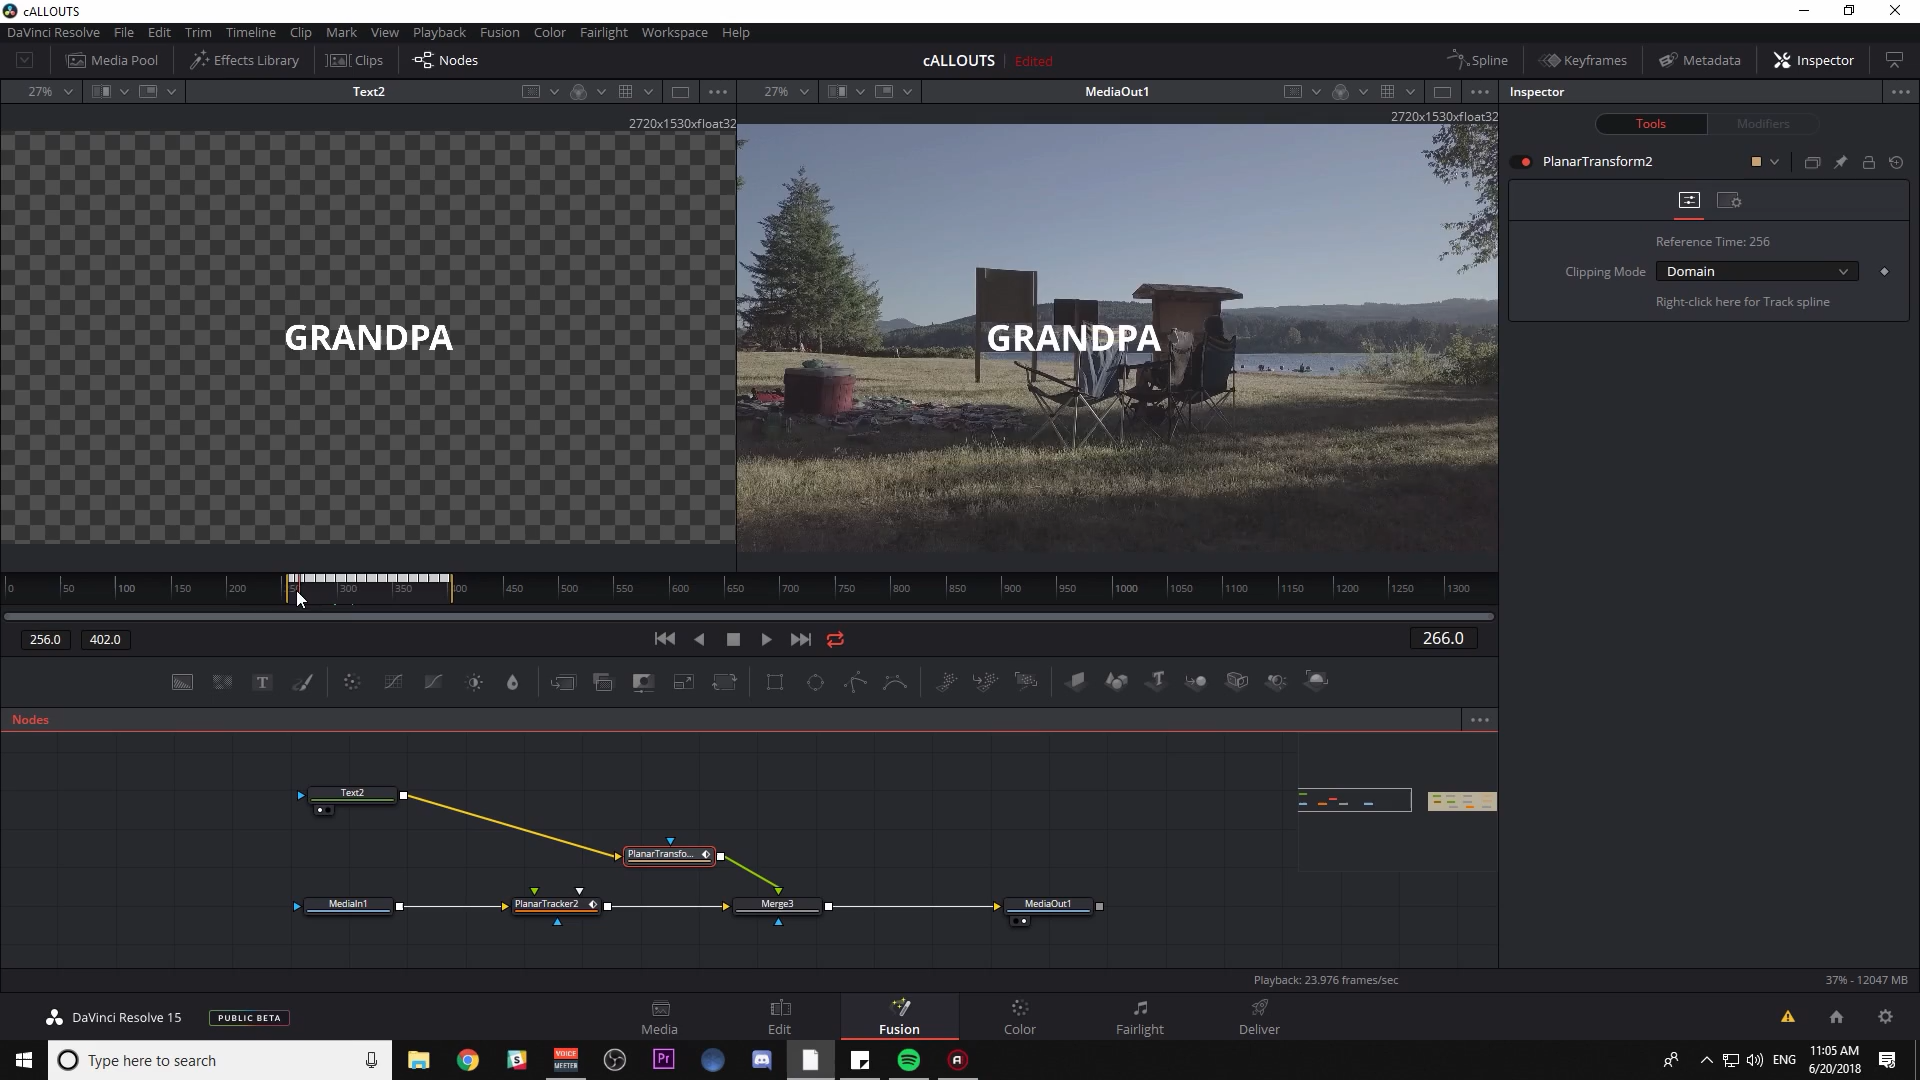 cALLOUTS
DaVinci Resolve File Edit Trim Timeline Clip Mark View Playback Fusion Color Fairlight Workspace Help
Media Pool Effects Library Clips Nodes cALLOUTS Edited Spline Keyframes Metadata Inspector
27% Text2 27% MediaOut1 Inspector
2720x1530xfloat32 2720x1530xfloat32
Tools Modifiers
PlanarTransform2
Reference Time: 256
Clipping Mode Domain
Right-click here for Track spline
GRANDPA GRANDPA
0 50 100 150 200 300 350 450 500 550 600 650 700 750 800 850 900 950 1000 1050 1100 1150 1200 1250 1300
256.0 402.0 266.0
Nodes
Text2
PlanarTransfo...
MediaIn1 PlanarTracker2 Merge3 MediaOut1
Playback: 23.976 frames/sec 37% - 12047 MB
DaVinci Resolve 15 PUBLIC BETA Media Edit Fusion Color Fairlight Deliver
Type here to search VOICE MEETER Pr ENG 11:05 AM
6/20/2018